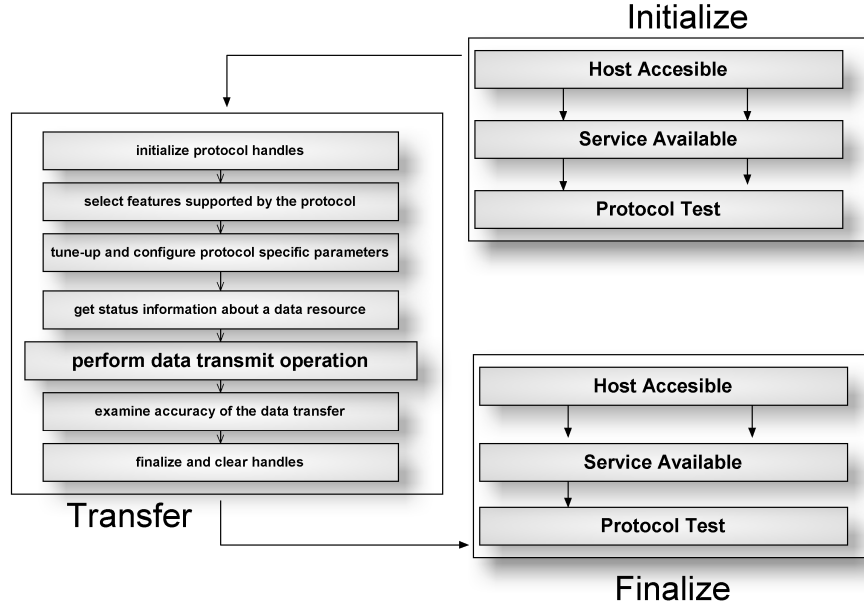 Initialize
Host Accesible
Service Available
Protocol Test
initialize protocol handles
select features supported by the protocol
tune-up and configure protocol specific parameters
get status information about a data resource
perform data transmit operation
examine accuracy of the data transfer
finalize and clear handles
Transfer
Host Accesible
Service Available
Protocol Test
Finalize